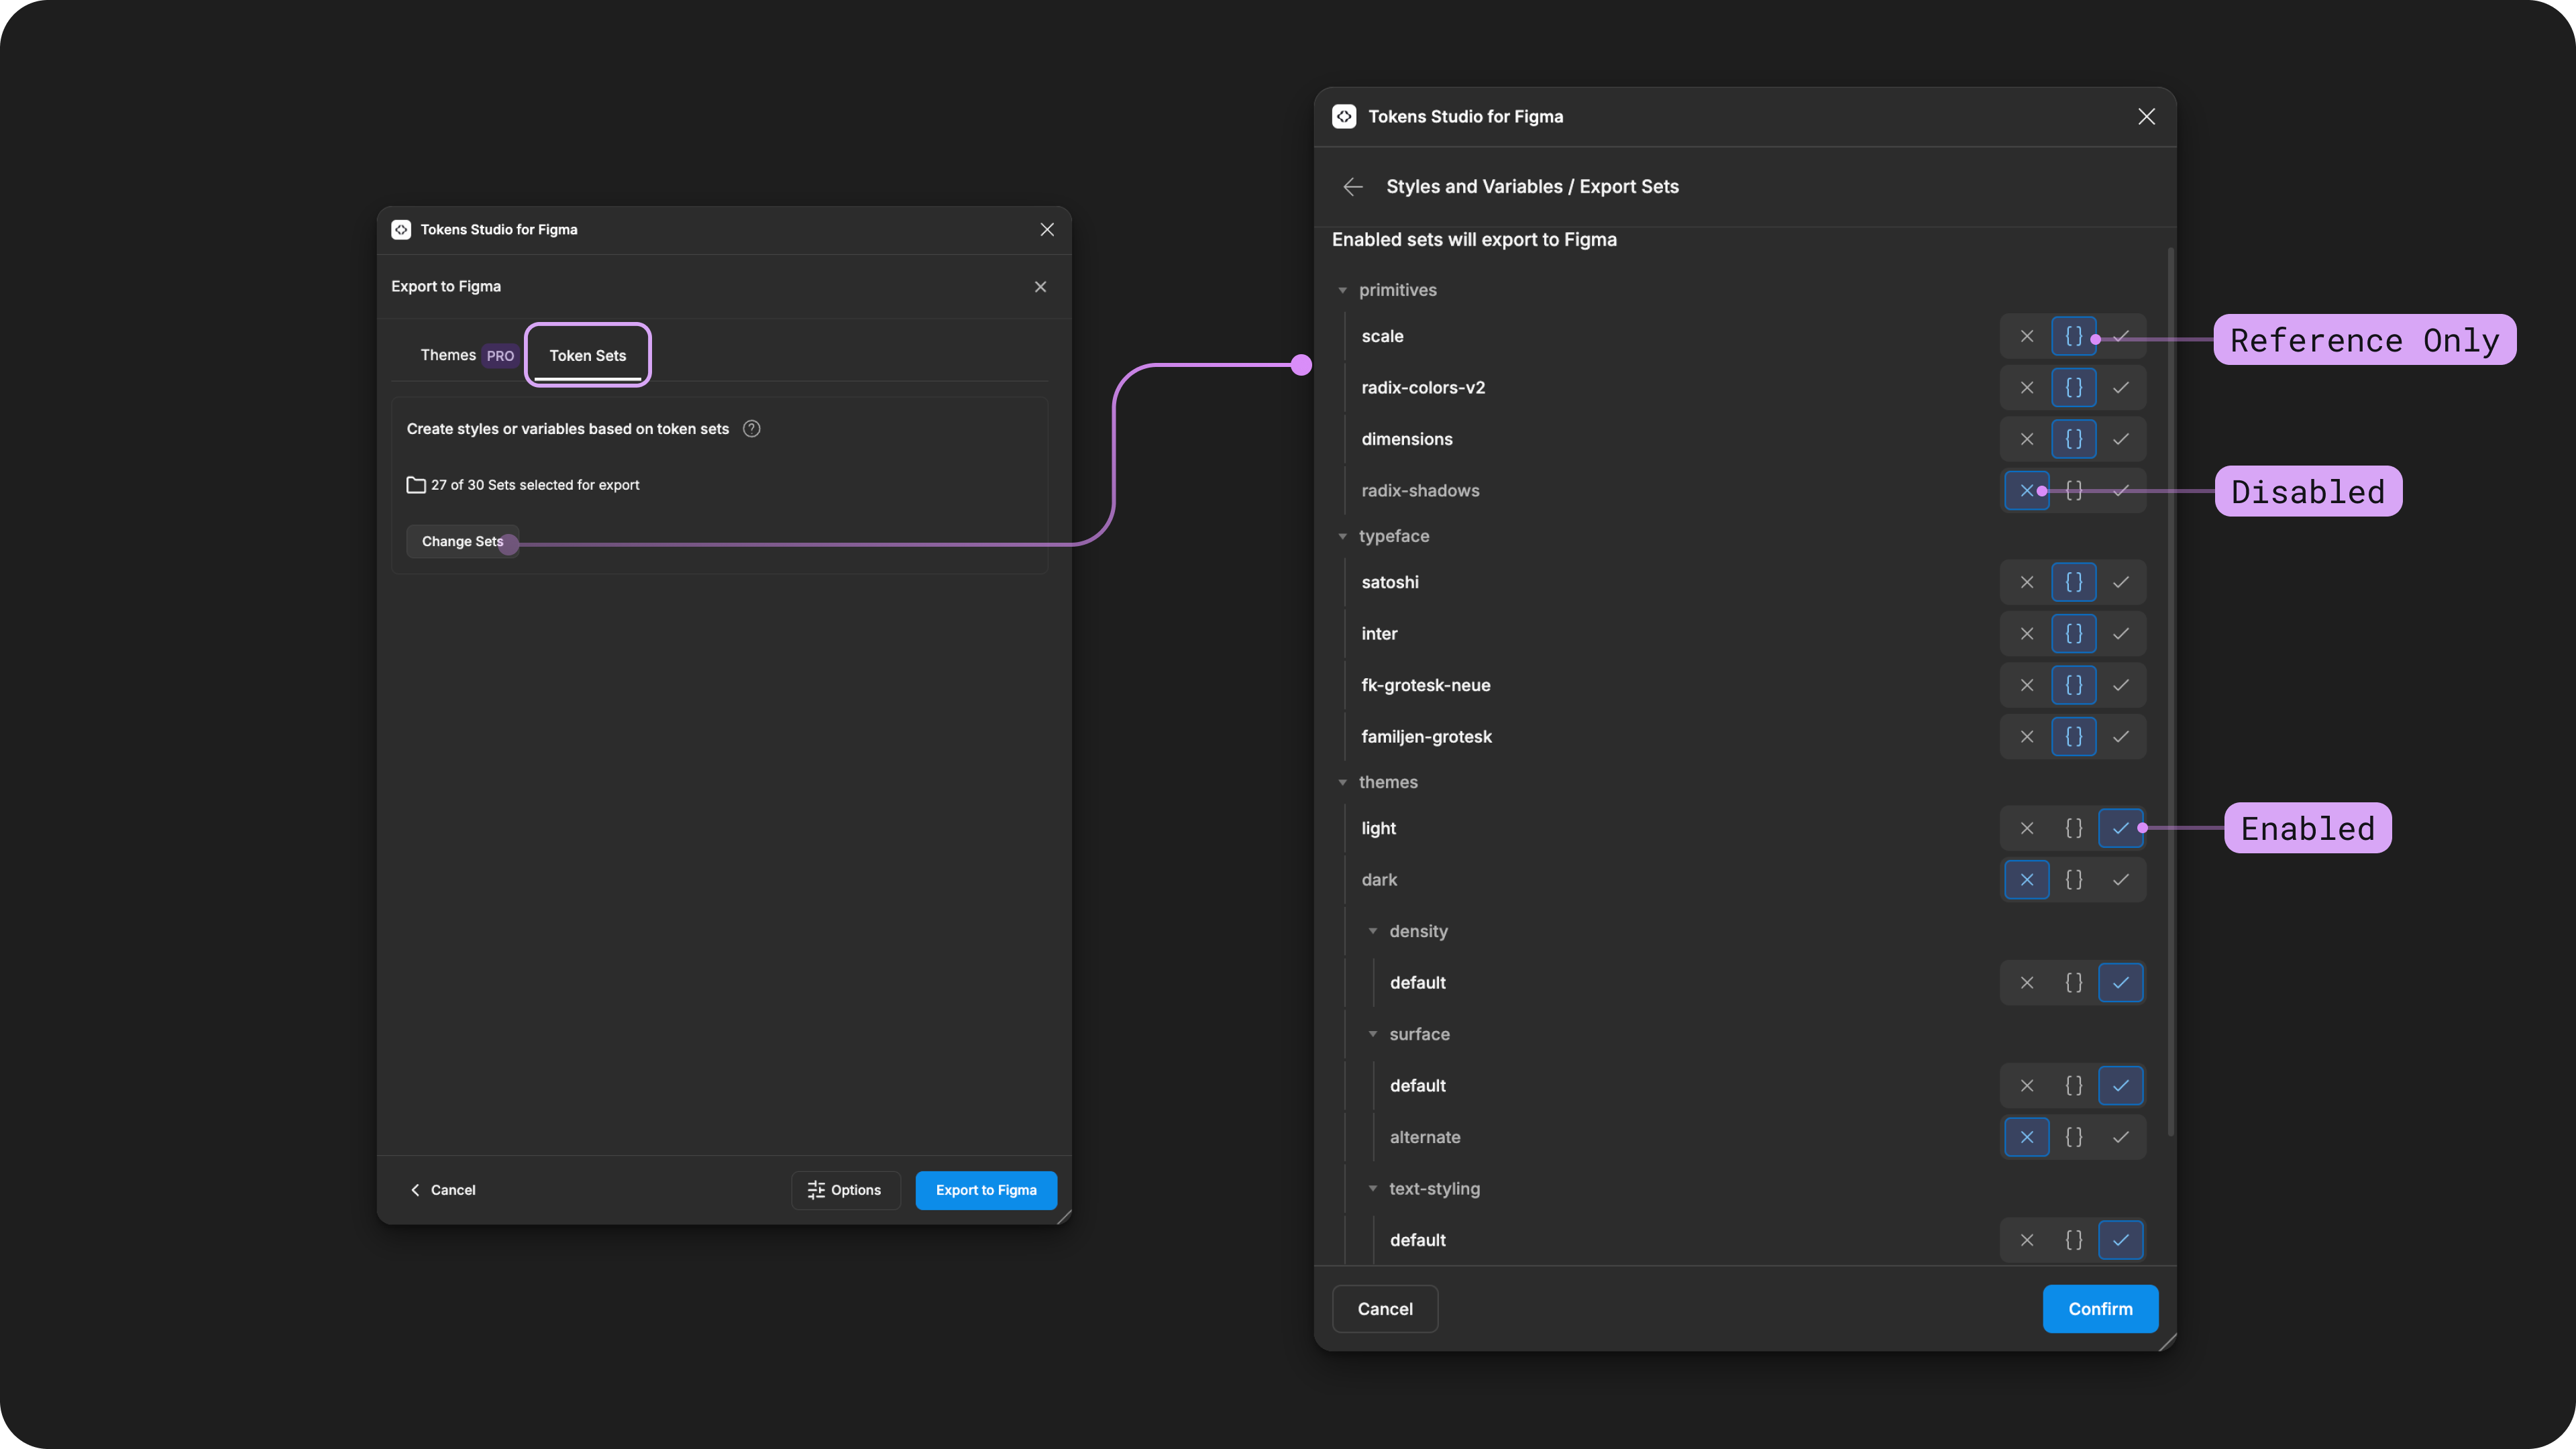 Tokens Studio for Figma
Export to Figma
Themes PRO Token Sets
Create styles or variables based on token sets ?
27 of 30 Sets selected for export
Change Sets
Cancel
Options
Export to Figma
Tokens Studio for Figma
Styles and Variables / Export Sets
Enabled sets will export to Figma
primitives
scale {}
Reference Only
radix-colors-v2 {}
dimensions {}
radix-shadows {}
Disabled
typeface
satoshi {}
inter {}
fk-grotesk-neue {}
familjen-grotesk {}
themes
light {}
Enabled
dark {}
density
default {}
surface
default {}
alternate {}
text-styling
default {}
Cancel
Confirm